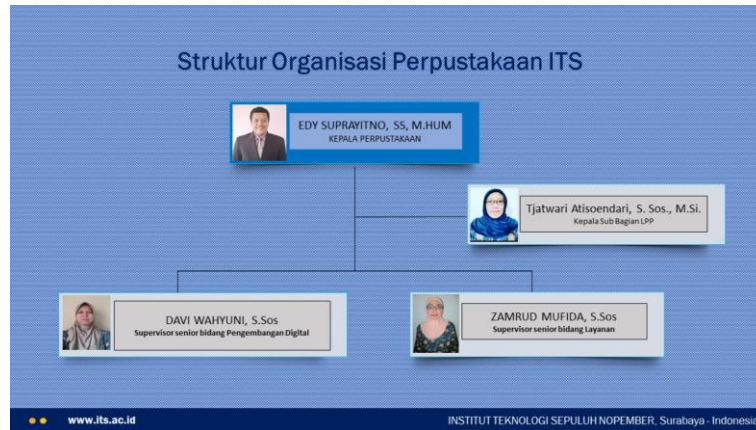 Struktur Organisasi Perpustakaan ITS
EDY SUPRAYITNO, SS, M.HUM
KEPALA PERPUSTAKAAN
Tjatwari Atisoendari, S. Sos., M.Si.
Kepala Sub Bagian LPP
DAVI WAHYUNI, S.Sos
Supervisor senior bidang Pengembangan Digital
ZAMRUD MUFIDA, S.Sos
Supervisor senior bidang Layanan
www.its.ac.id
INSTITUT TEKNOLOGI SEPULUH NOPEMBER, Surabaya - Indonesia